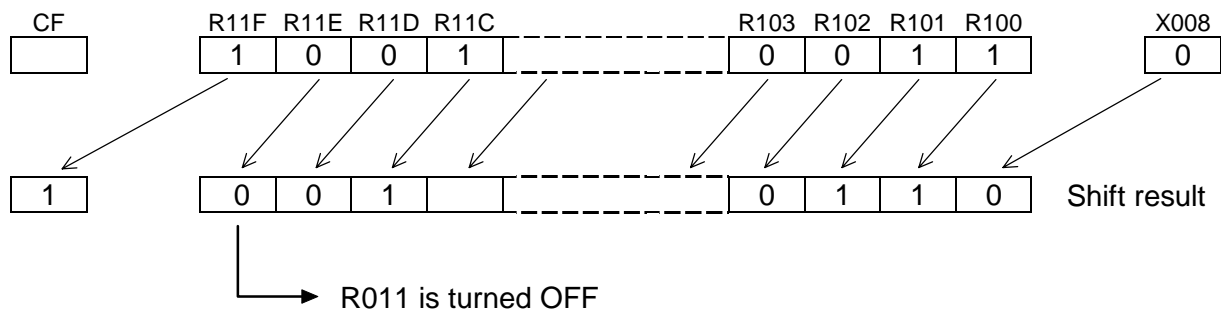 CF R11F R11E R11D R11C R103 R102 R101 R100 X008
1 0 0 1 0 0 1 1 0
1 0 0 1 0 1 1 0 Shift result
R011 is turned OFF